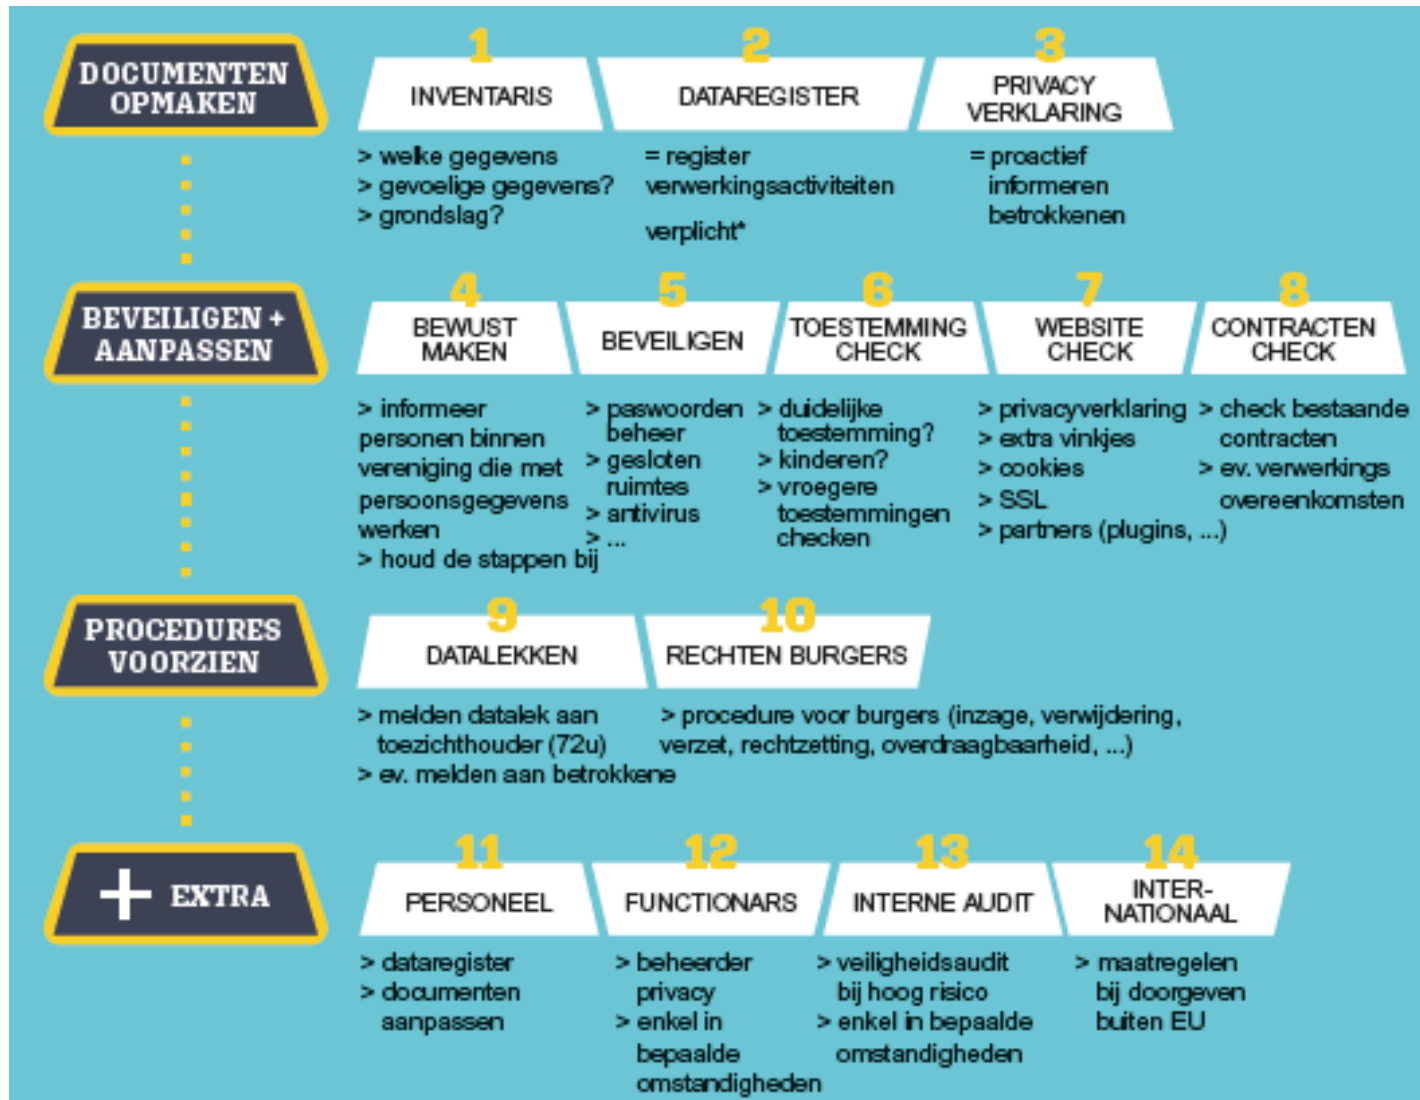 DOCUMENTEN
OPMAKEN
1
INVENTARIS
> welke gegevens
> gevoelige gegevens?
> grondslag?
2
DATAREGISTER
= register
verwerkingsactiviteiten
verplicht*
3
PRIVACY
VERKLARING
= proactief
informeren
betrokkenen
BEVEILIGEN +
AANPASSEN
4
BEWUST
MAKEN
> informeer
personen binnen
vereniging die met
persoonsgegevens
werken
> houd de stappen bij
5
BEVEILIGEN
> paswoorden
beheer
> gesloten
ruimtes
> antivirus
> ...
6
TOESTEMMING
CHECK
> duidelijke
toestemming?
> kinderen?
> vroegere
toestemmingen
checken
7
WEBSITE
CHECK
> privacyverklaring
> extra vinkjes
> cookies
> SSL
> partners (plugins, ...)
8
CONTRACTEN
CHECK
> check bestaande
contracten
> ev. verwerkings
overeenkomsten
PROCEDURES
VOORZIEN
9
DATALEKKEN
> melden datalek aan
toezichthouder (72u)
> ev. melden aan betrokkene
10
RECHTEN BURGERS
> procedure voor burgers (inzage, verwijdering,
verzet, rechtzetting, overdraagbaarheid, ...)
+ EXTRA
11
PERSONEEL
> dataregister
> documenten
aanpassen
12
FUNCTIONARS
> beheerder
privacy
> enkel in
bepaalde
omstandigheden
13
INTERNE AUDIT
> veiligheidsaudit
bij hoog risico
> enkel in bepaalde
omstandigheden
14
INTER-
NATIONAAL
> maatregelen
bij doorgeven
buiten EU